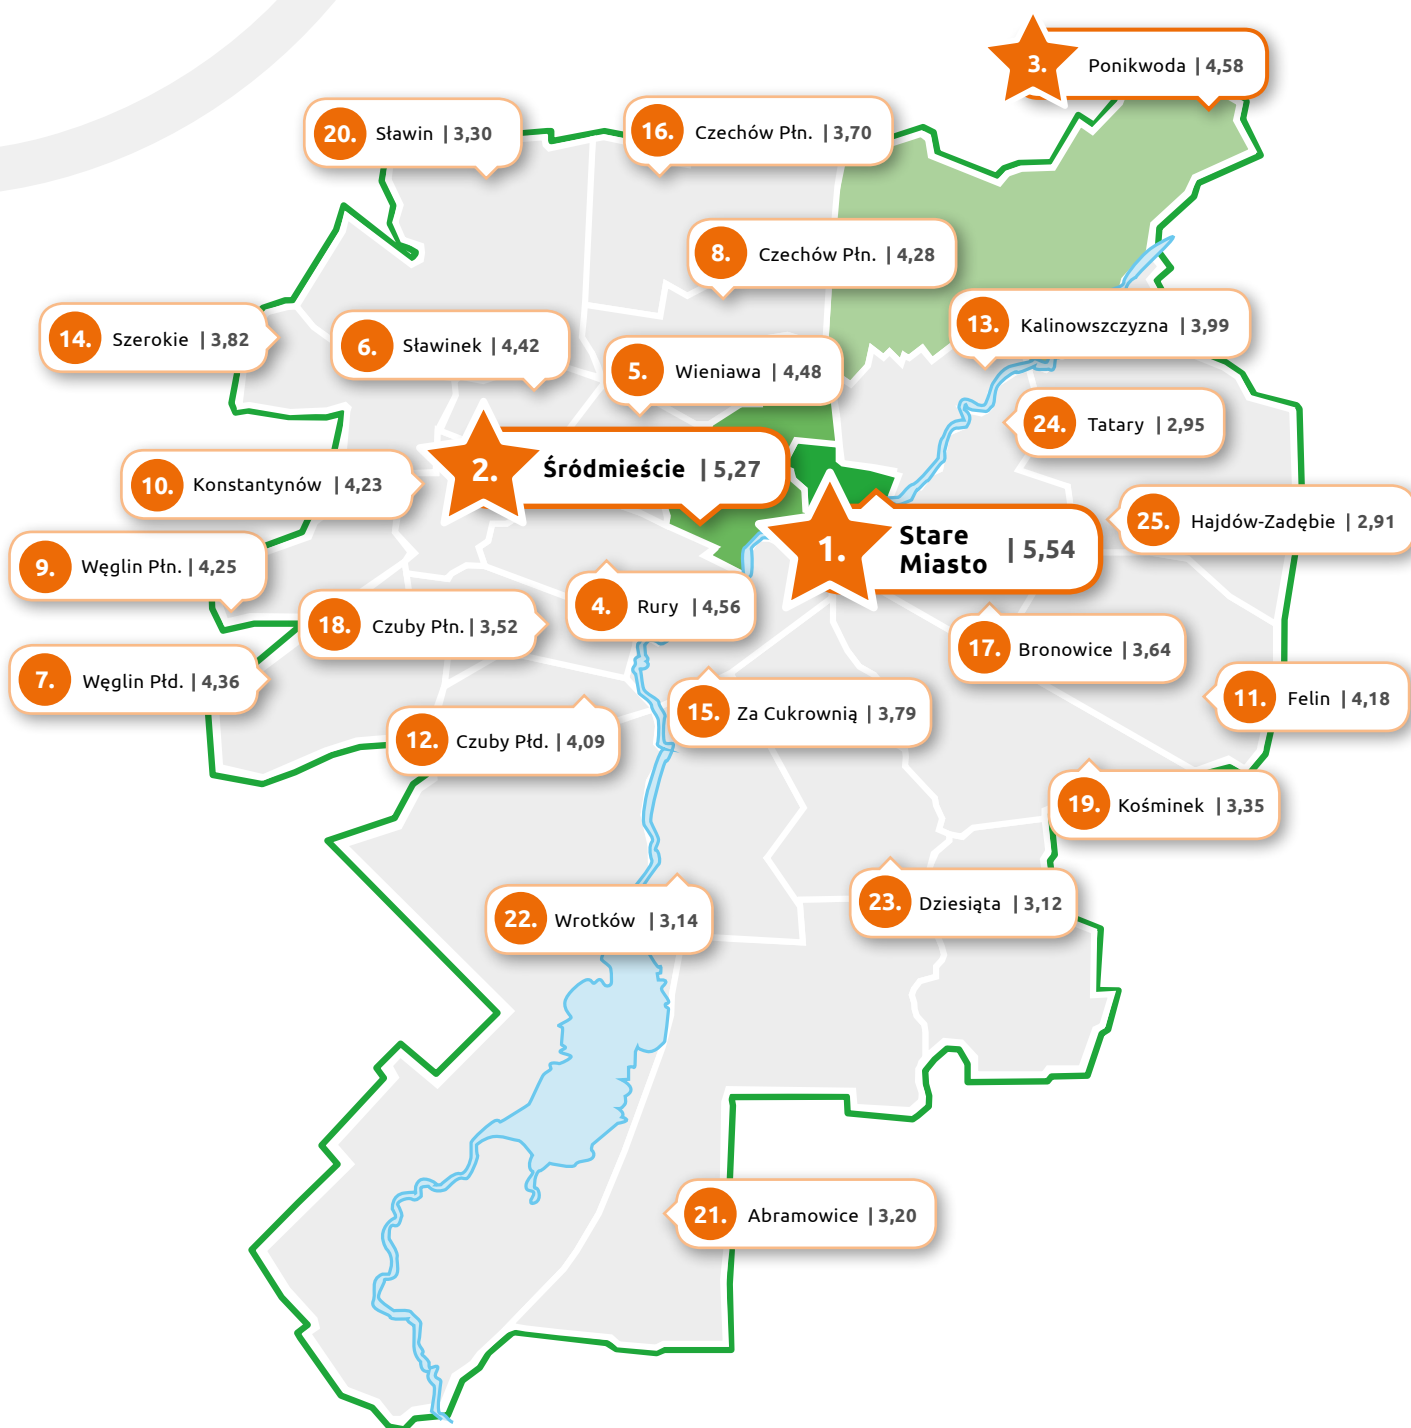 3. Ponikwoda | 4,58
20. Sławin | 3,30
16. Czechów Płn. | 3,70
8. Czechów Płn. | 4,28
14. Szerokie | 3,82
6. Sławinek | 4,42
13. Kalinowszczyzna | 3,99
5. Wieniawa | 4,48
24. Tatary | 2,95
2. Śródmieście | 5,27
10. Konstantynów | 4,23
25. Hajdów-Zadębie | 2,91
1. Stare
Miasto | 5,54
9. Węglin Płn. | 4,25
4. Rury | 4,56
18. Czuby Płn. | 3,52
17. Bronowice | 3,64
7. Węglin Płd. | 4,36
11. Felin | 4,18
15. Za Cukrownią | 3,79
12. Czuby Płd. | 4,09
19. Kośminek | 3,35
23. Dziesiąta | 3,12
22. Wrotków | 3,14
21. Abramowice | 3,20